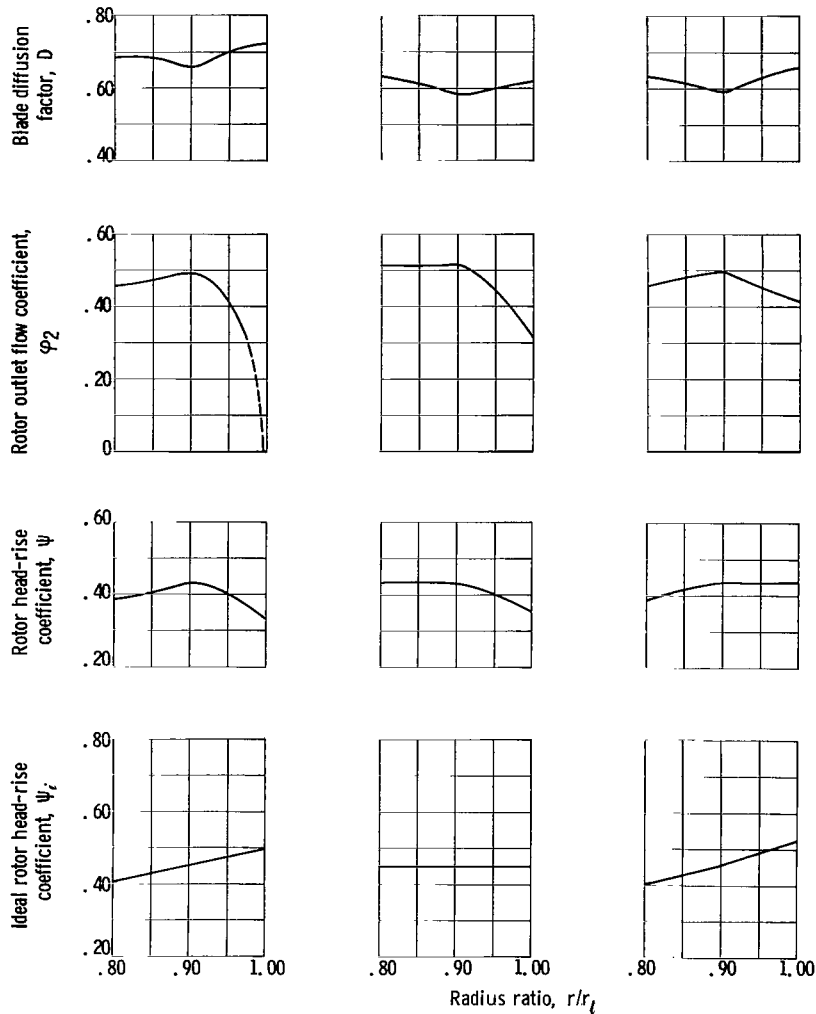 Blade diffusion
factor, D
.80
.60
.40
Rotor outlet flow coefficient,
φ2
.60
.40
.20
0
Rotor head-rise
coefficient, ψ
.60
.40
.20
Ideal rotor head-rise
coefficient, ψi
.80
.60
.40
.20
.80 .90 1.00 .80 .90 1.00 .80 .90 1.00
Radius ratio, r/rt